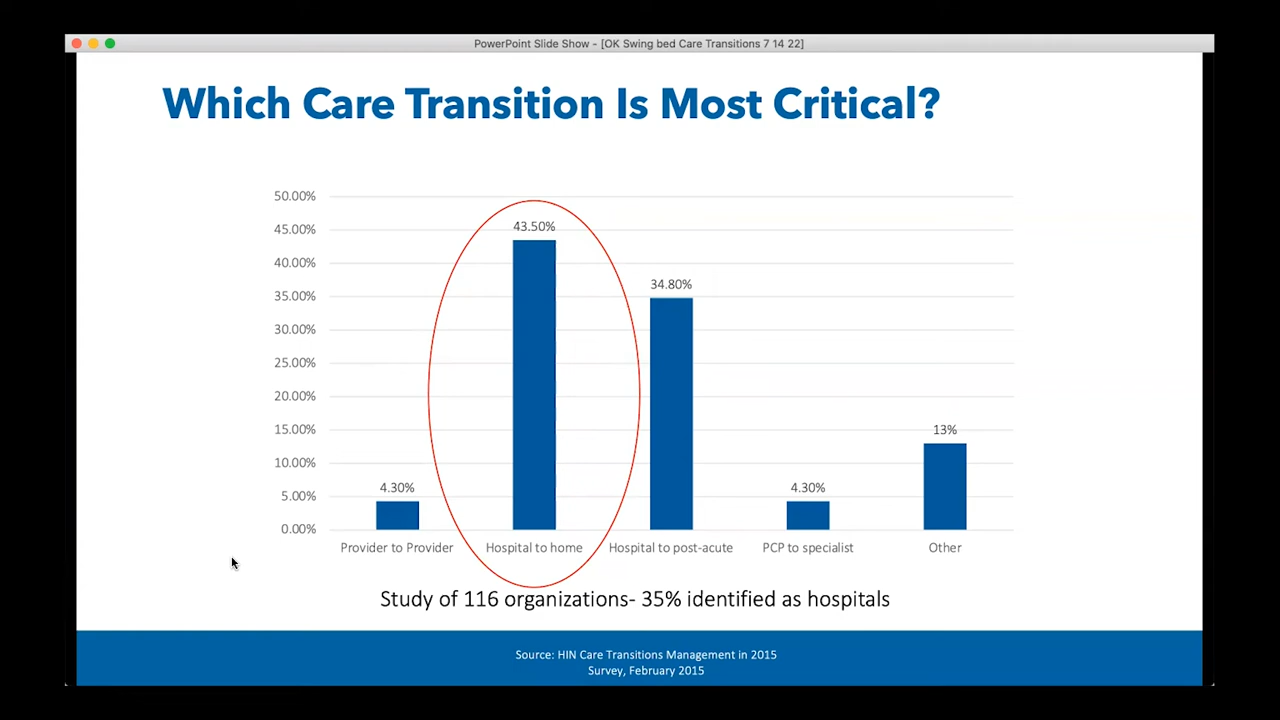 PowerPoint Slide Show - [OK Swing bed Care Transitions 7 14 22]
Which Care Transition Is Most Critical?
50.00%
45.00%
40.00%
35.00%
30.00%
25.00%
20.00%
15.00%
10.00%
5.00%
0.00%
4.30%
43.50%
34.80%
4.30%
13%
Provider to Provider
Hospital to home
Hospital to post-acute
PCP to specialist
Other
Study of 116 organizations- 35% identified as hospitals
Source: HIN Care Transitions Management in 2015
Survey, February 2015